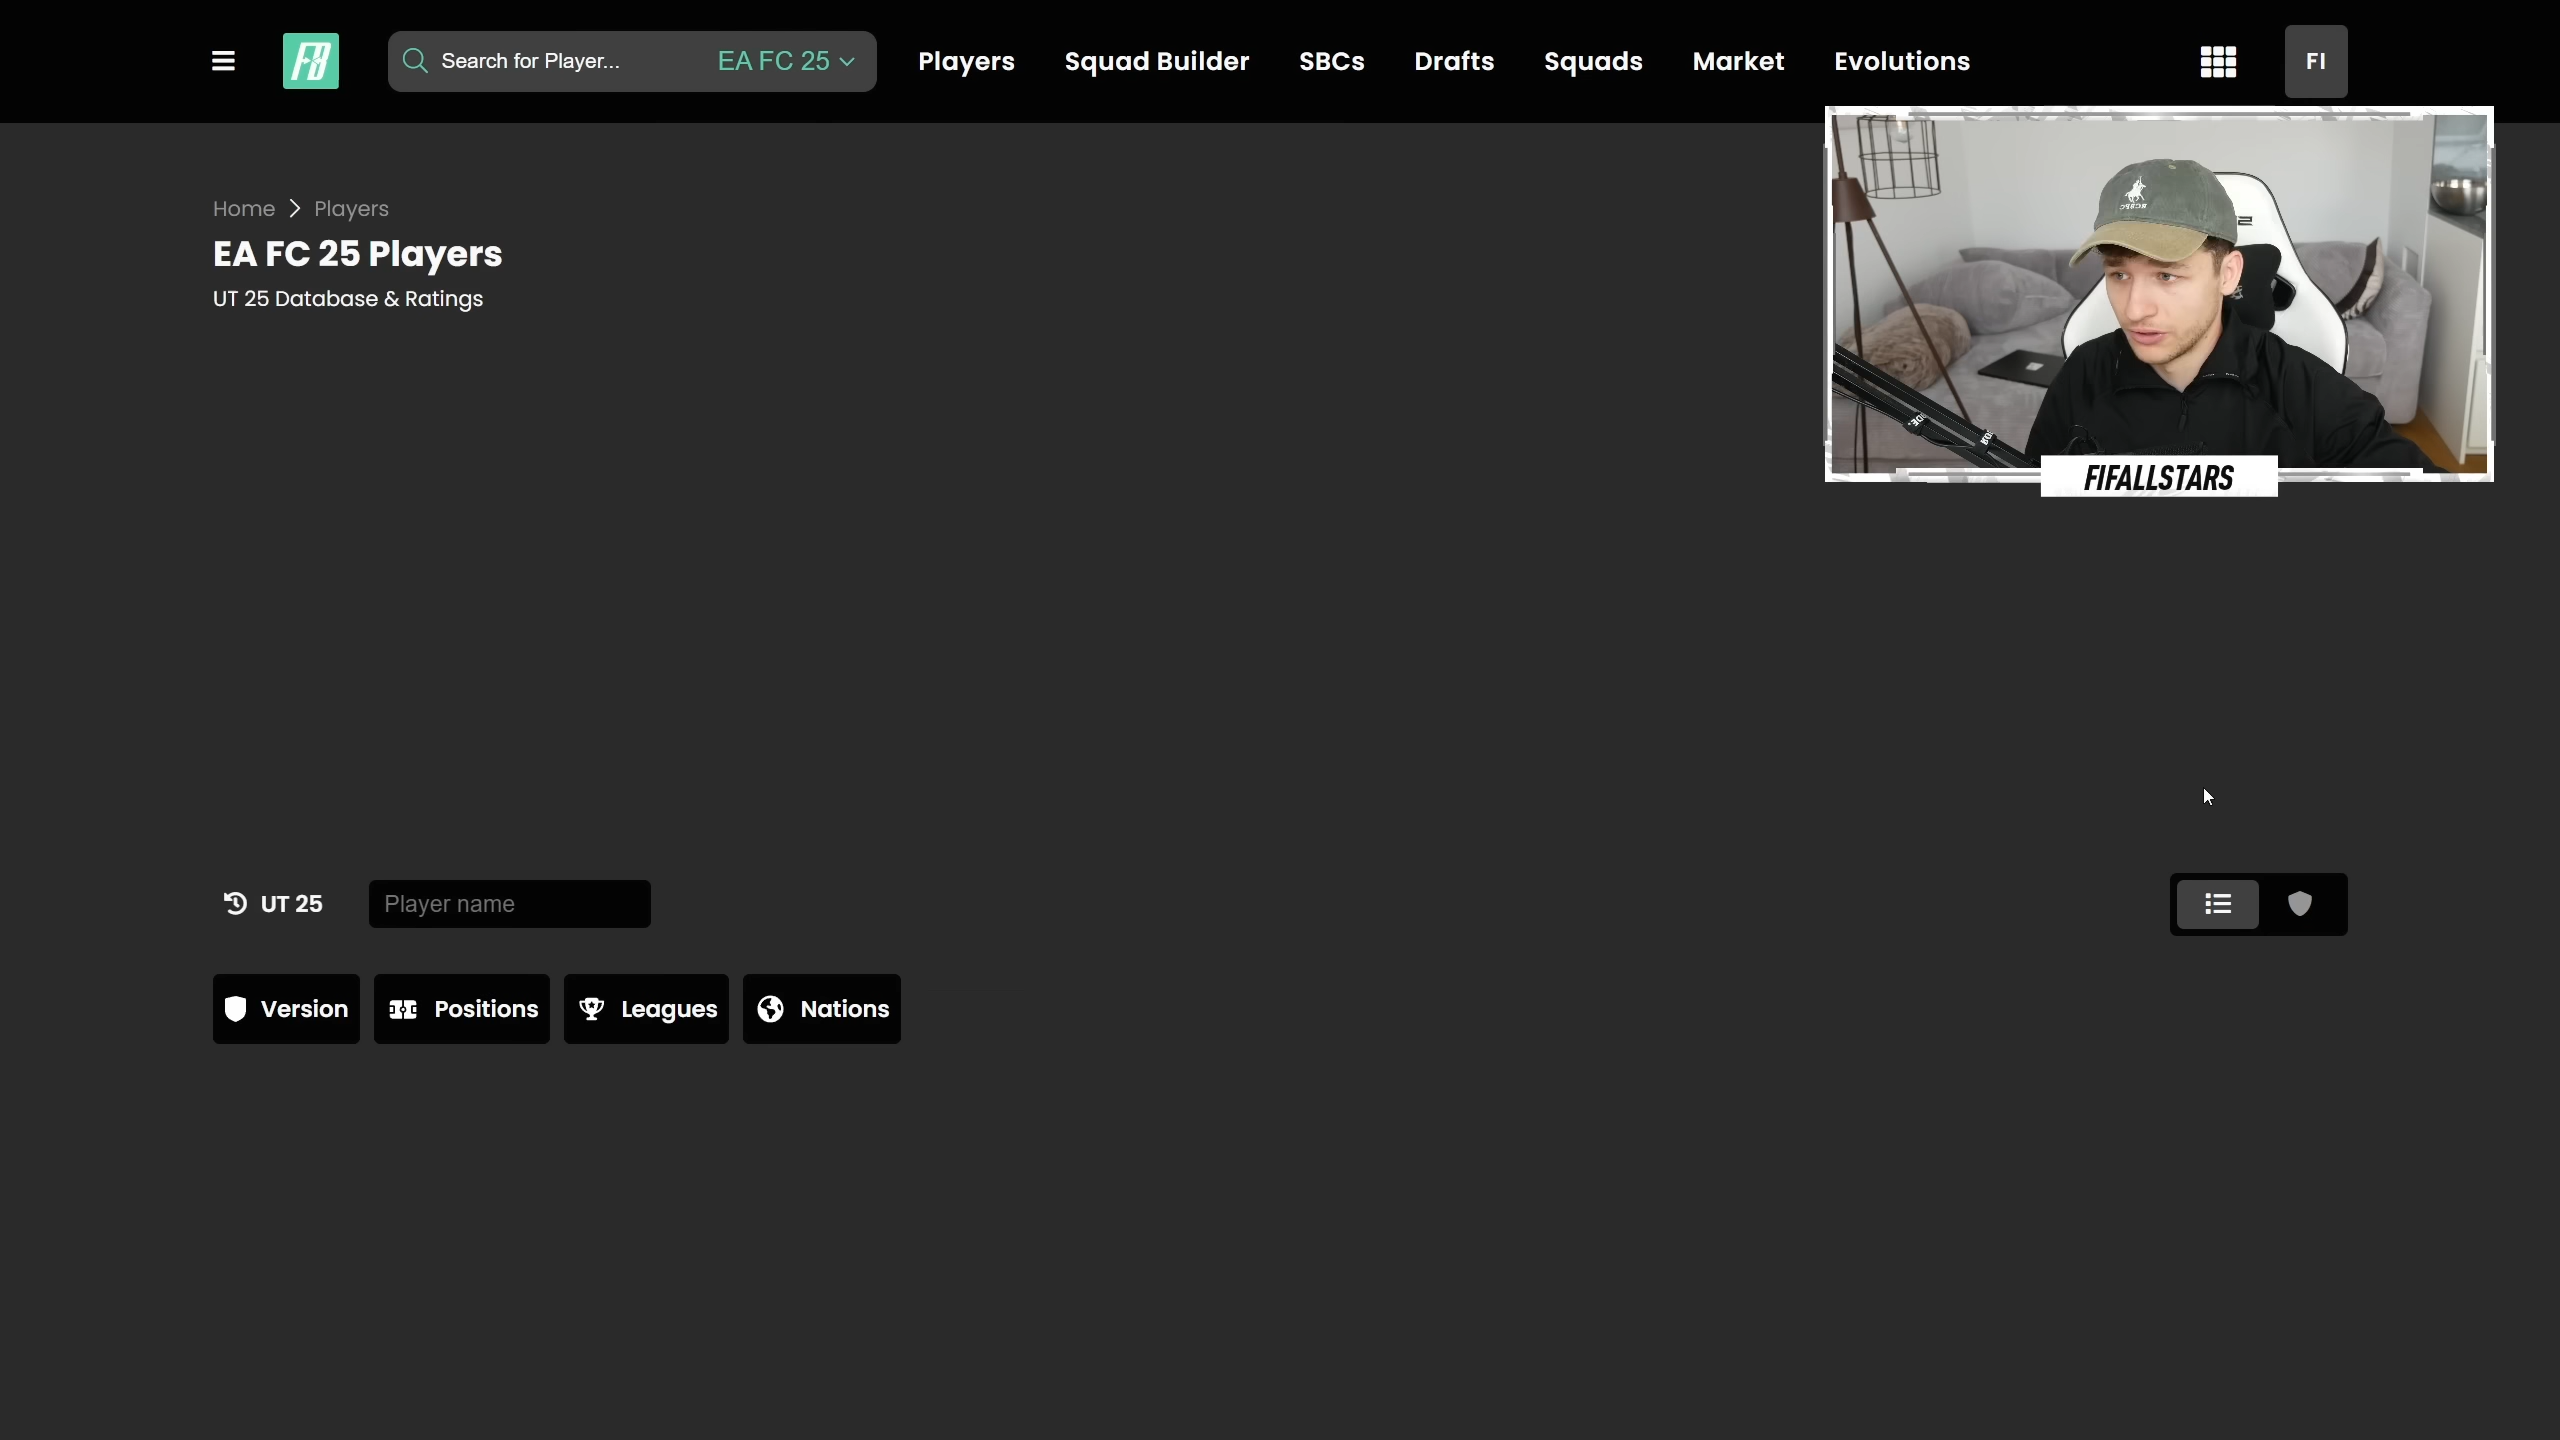 FB
Search for Player...
EA FC 25
Players
Squad Builder
SBCs
Drafts
Squads
Market
Evolutions
FI
Home
Players
EA FC 25 Players
UT 25 Database & Ratings
FIFALLSTARS
UT 25
Player name
Version
Positions
Leagues
Nations